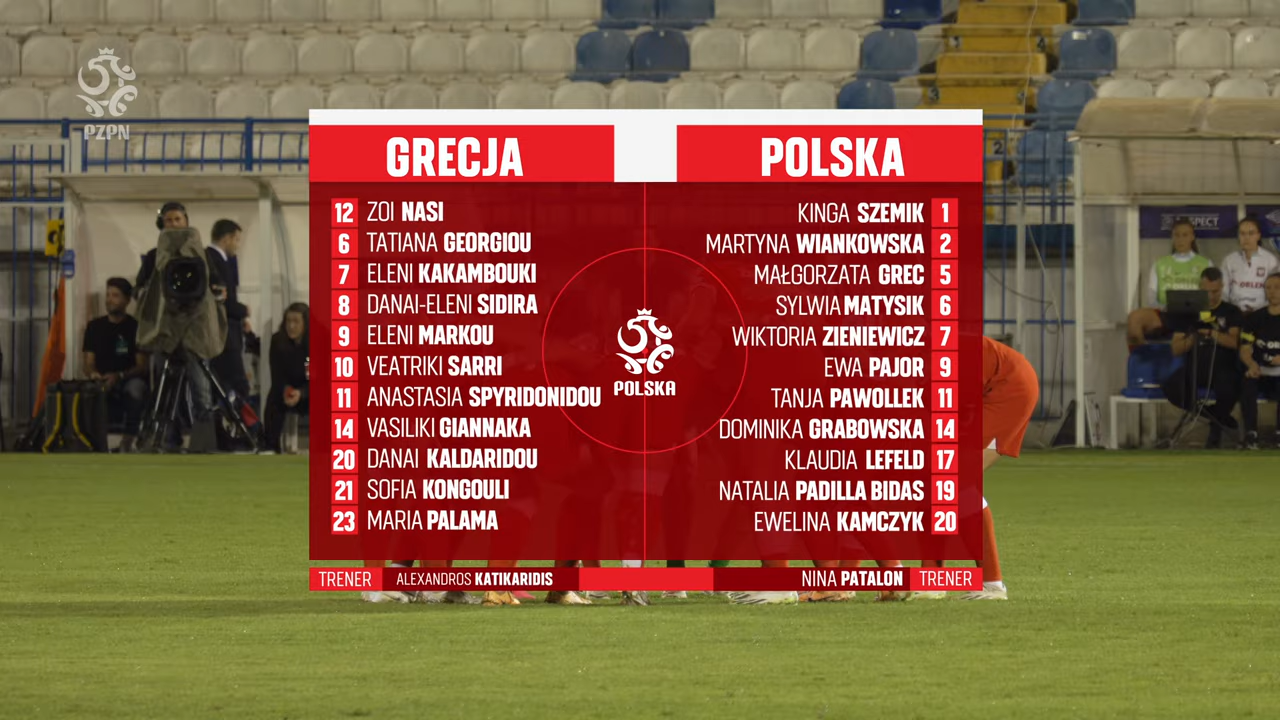 PZPN
GRECJA
POLSKA
12 ZOI NASI
6 TATIANA GEORGIOU
7 ELENI KAKAMBOUKI
8 DANAI-ELENI SIDIRA
9 ELENI MARKOU
10 VEATRIKI SARRI
11 ANASTASIA SPYRIDONIDOU
14 VASILIKI GIANNAKA
20 DANAI KALDARIDOU
21 SOFIA KONGOULI
23 MARIA PALAMA
TRENER ALEXANDROS KATIKARIDIS
POLSKA
KINGA SZEMIK 1
MARTYNA WIANKOWSKA 2
MAŁGORZATA GREC 5
SYLWIA MATYSIK 6
WIKTORIA ZIENIEWICZ 7
EWA PAJOR 9
TANJA PAWOLLEK 11
DOMINIKA GRABOWSKA 14
KLAUDIA LEFELD 17
NATALIA PADILLA BIDAS 19
EWELINA KAMCZYK 20
NINA PATALON TRENER
2
RESPECT
ORLEN